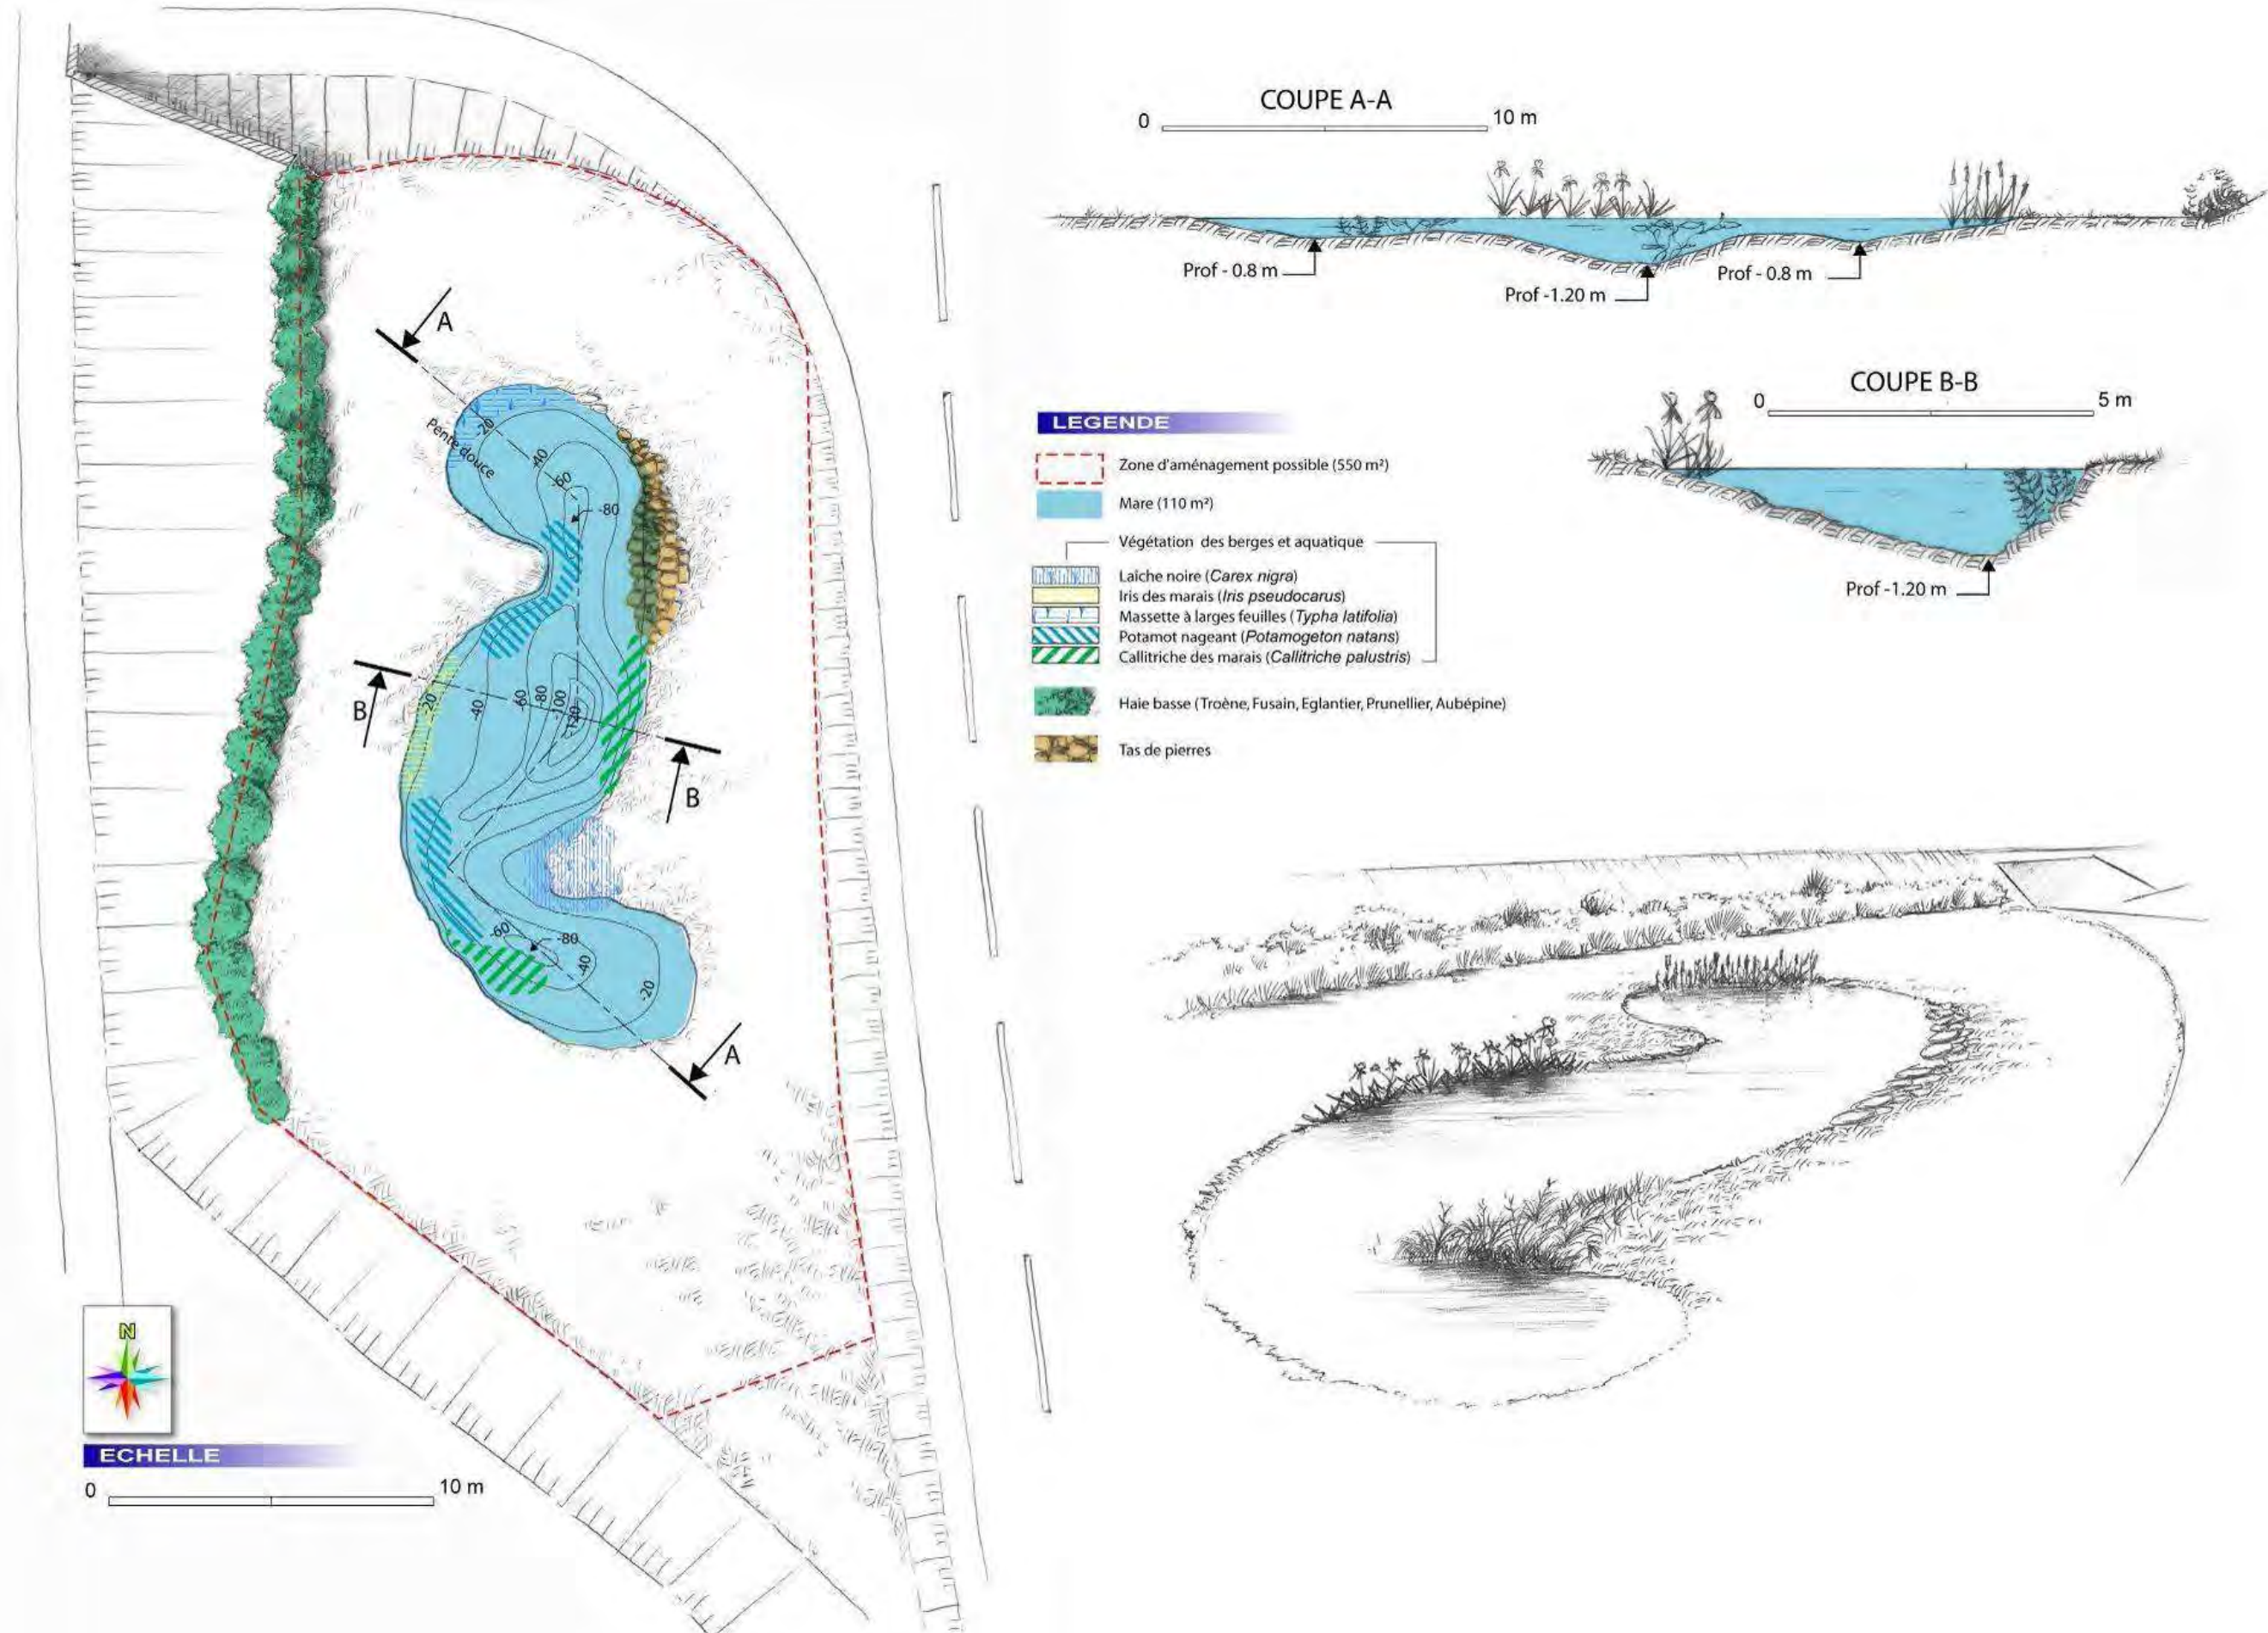 COUPE A-A
0 10 m
Prof - 0.8 m
Prof -1.20 m
Prof - 0.8 m
COUPE B-B
0 5 m
Prof -1.20 m
LEGENDE
Zone d'aménagement possible (550 m²)
Mare (110 m²)
Végétation des berges et aquatique
Laîche noire (Carex nigra)
Iris des marais (Iris pseudocarus)
Massette à larges feuilles (Typha latifolia)
Potamot nageant (Potamogeton natans)
Callitriche des marais (Callitriche palustris)
Haie basse (Troène, Fusain, Eglantier, Prunellier, Aubépine)
Tas de pierres
A
Pente douce
-20
-40
-60
-80
B
-20
-40
-60
-80
-100
-120
B
-60
-80
-40
-20
A
N
ECHELLE
0 10 m